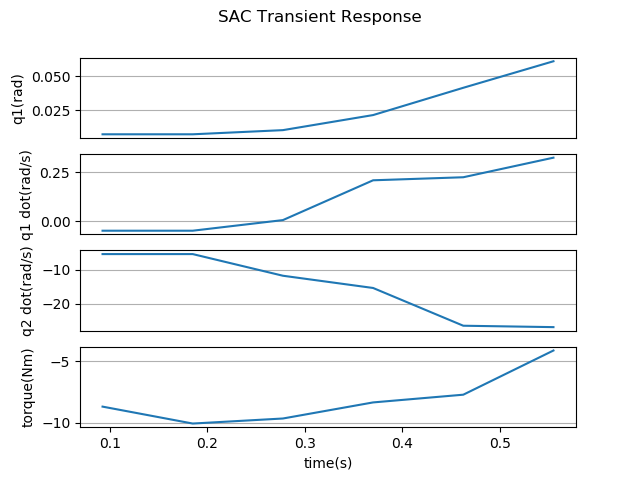 SAC Transient Response
q1(rad)
0.050
0.025
q1 dot(rad/s)
0.25
0.00
q2 dot(rad/s)
−10
−20
torque(Nm)
−5
−10
0.1 0.2 0.3 0.4 0.5
time(s)